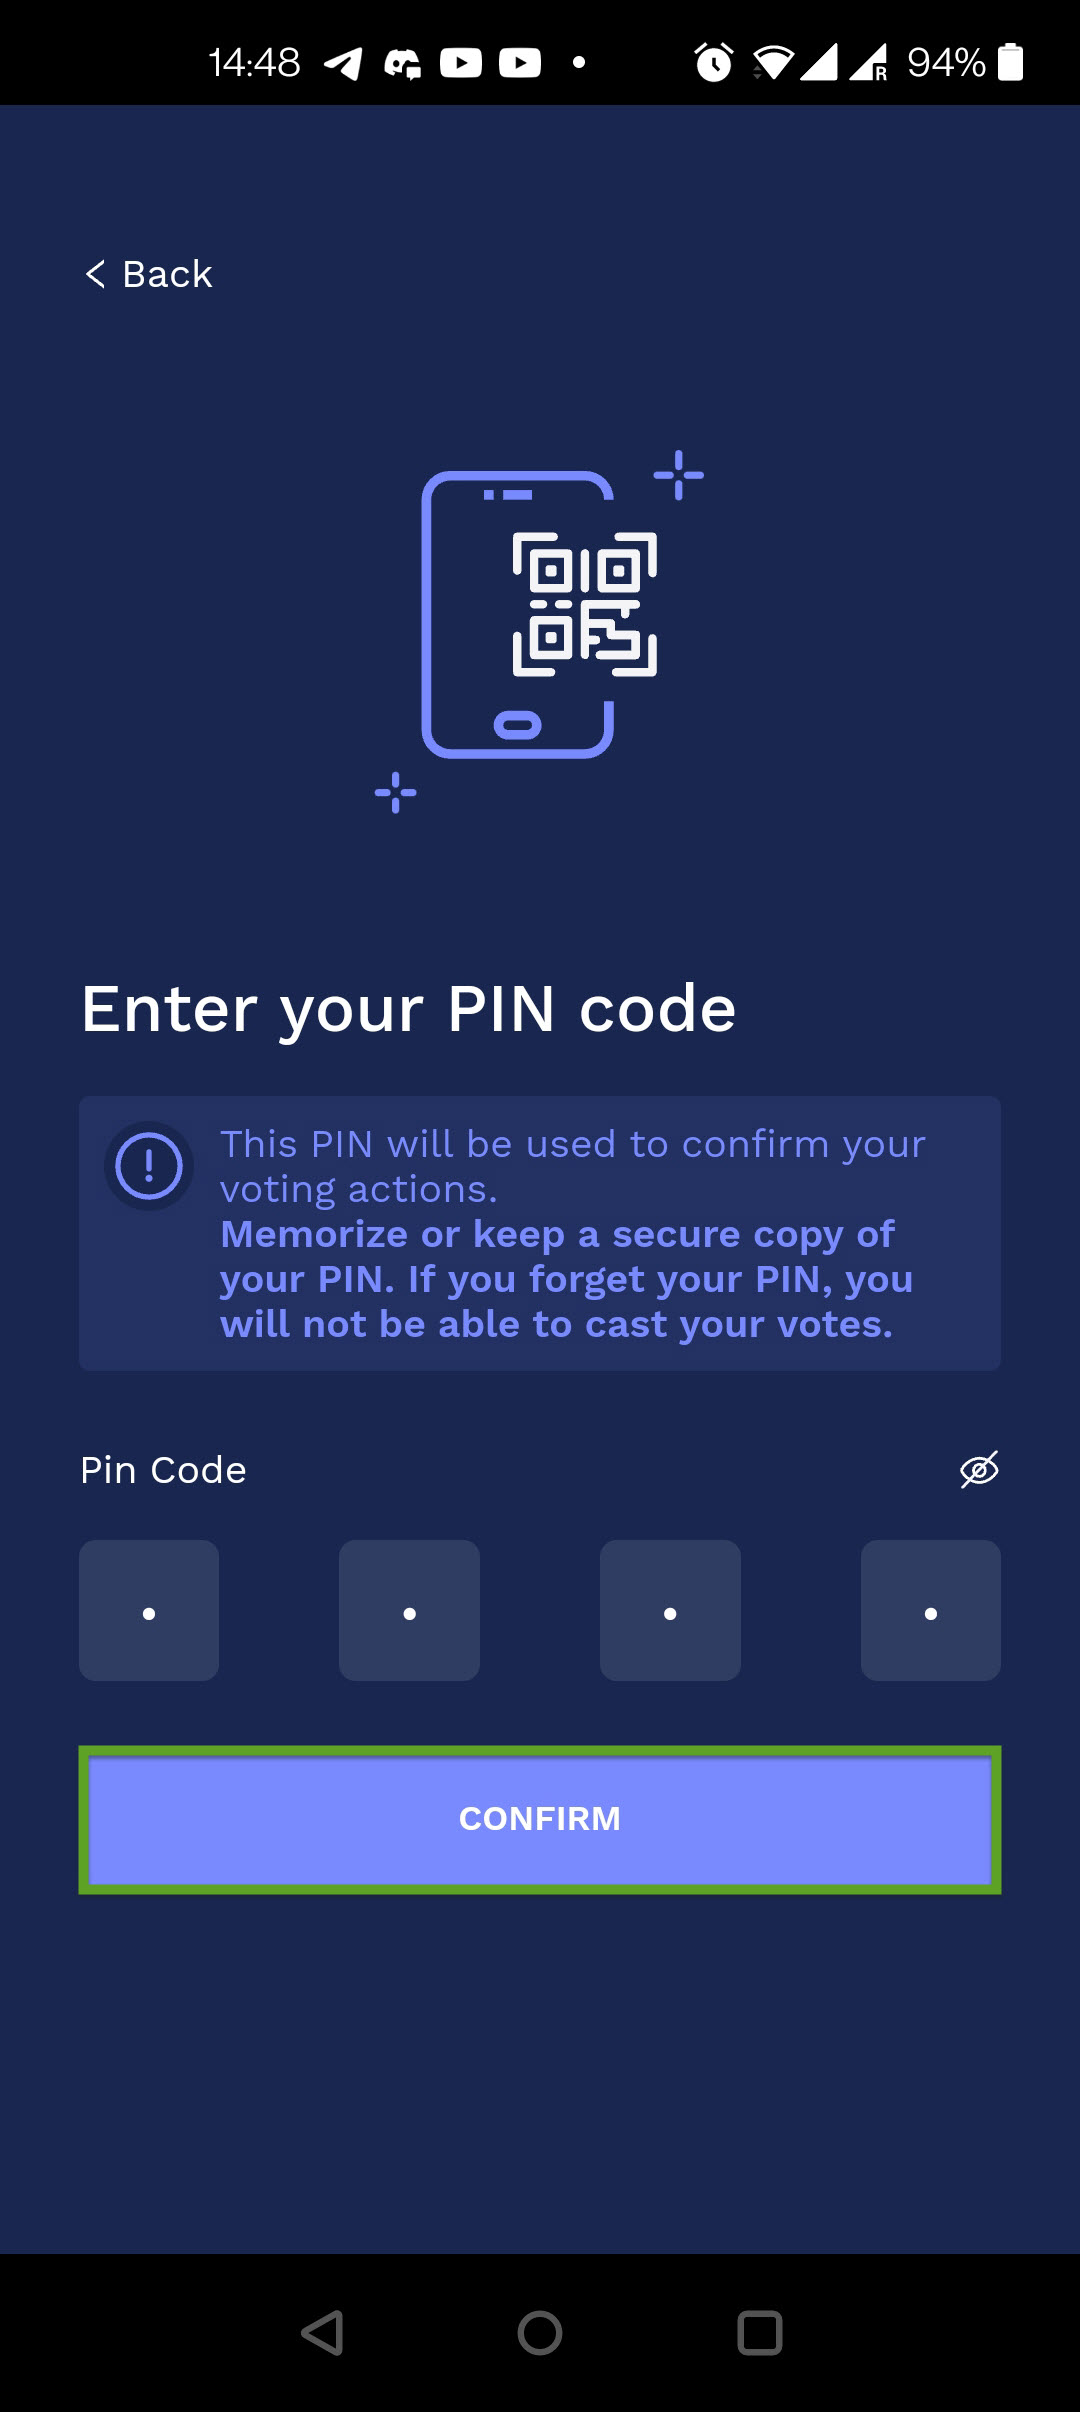 14:48
R 94%
Back
Enter your PIN code
This PIN will be used to confirm your
voting actions.
Memorize or keep a secure copy of
your PIN. If you forget your PIN, you
will not be able to cast your votes.
Pin Code
CONFIRM